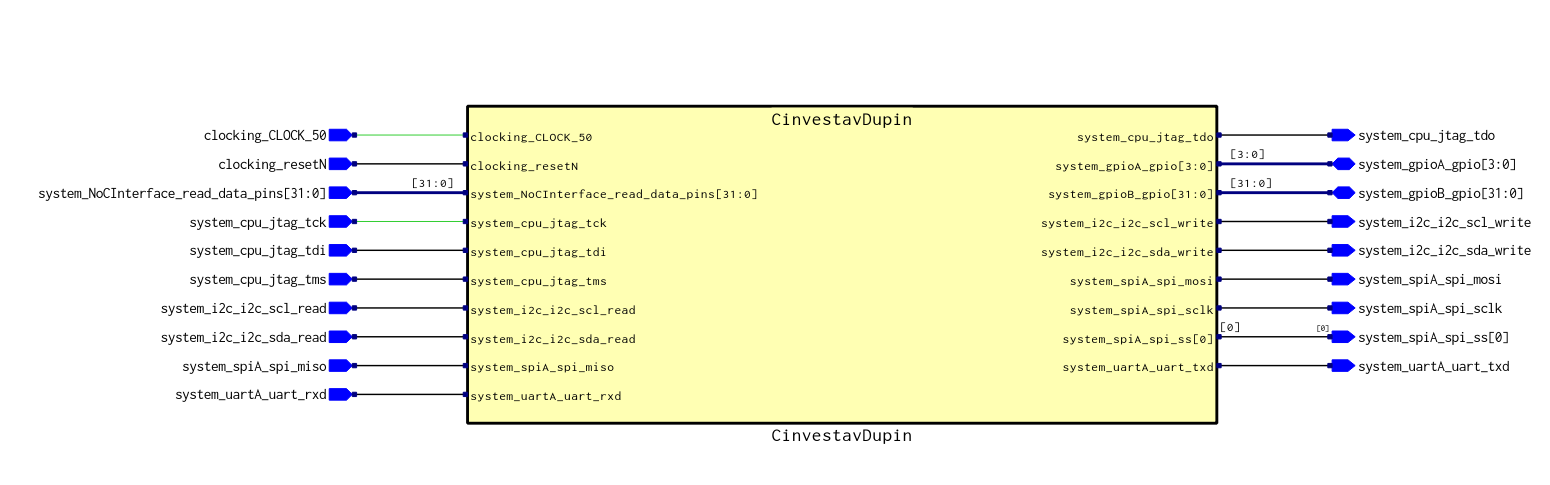 CinvestavDupin
clocking_CLOCK_50 clocking_CLOCK_50 system_cpu_jtag_tdo system_cpu_jtag_tdo
clocking_resetN clocking_resetN system_gpioA_gpio[3:0] [3:0] system_gpioA_gpio[3:0]
system_NoCInterface_read_data_pins[31:0] [31:0] system_NoCInterface_read_data_pins[31:0] system_gpioB_gpio[31:0] [31:0] system_gpioB_gpio[31:0]
system_cpu_jtag_tck system_cpu_jtag_tck system_i2c_i2c_scl_write system_i2c_i2c_scl_write
system_cpu_jtag_tdi system_cpu_jtag_tdi system_i2c_i2c_sda_write system_i2c_i2c_sda_write
system_cpu_jtag_tms system_cpu_jtag_tms system_spiA_spi_mosi system_spiA_spi_mosi
system_i2c_i2c_scl_read system_i2c_i2c_scl_read system_spiA_spi_sclk system_spiA_spi_sclk
system_i2c_i2c_sda_read system_i2c_i2c_sda_read system_spiA_spi_ss[0] [0] [0] system_spiA_spi_ss[0]
system_spiA_spi_miso system_spiA_spi_miso system_uartA_uart_txd system_uartA_uart_txd
system_uartA_uart_rxd system_uartA_uart_rxd
CinvestavDupin